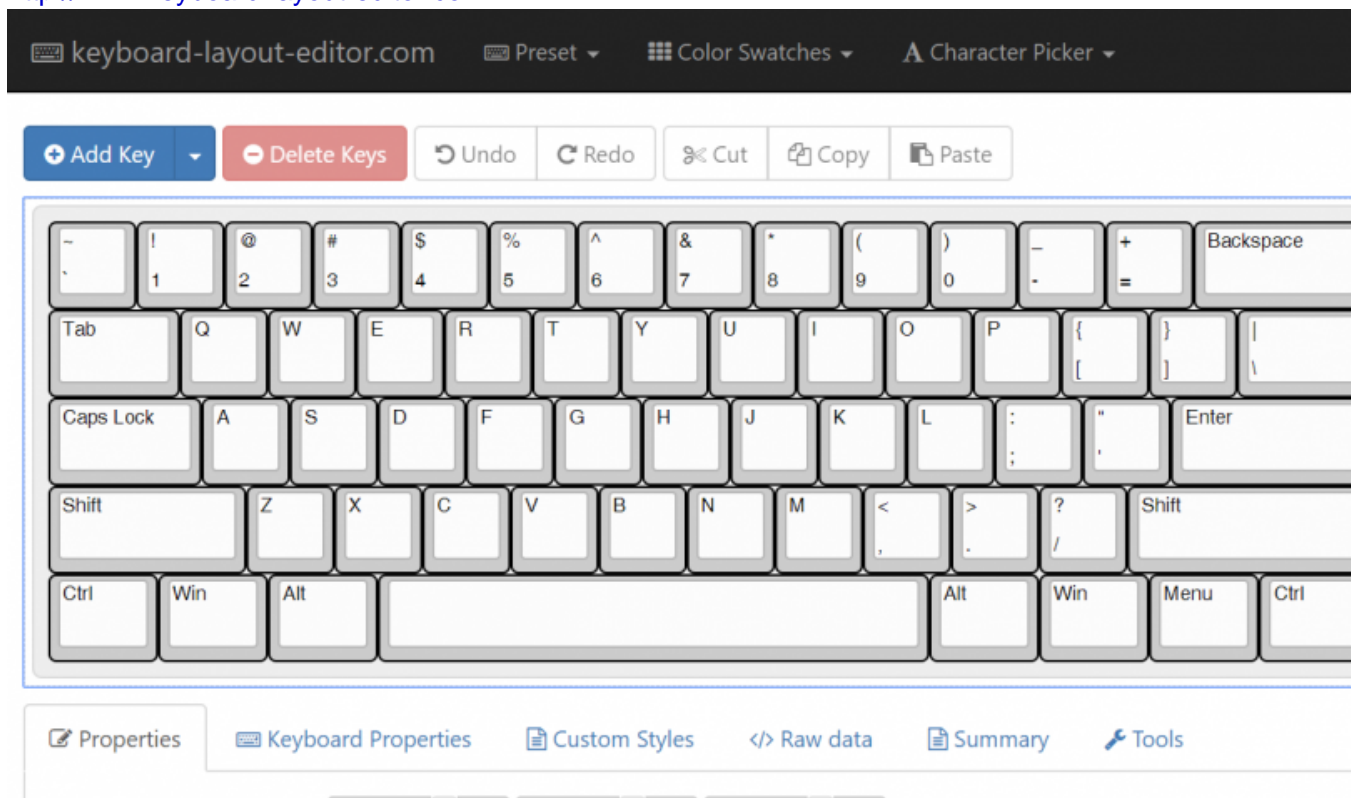 keyboard-layout-editor.com Preset Color Swatches Character Picker
Add Key Delete Keys Undo Redo Cut Copy Paste
~ ! @ # $ % ^ & * ( ) _ + Backspace
` 1 2 3 4 5 6 7 8 9 0 - =
Tab Q W E R T Y U I O P { } |
[ ] \
Caps Lock A S D F G H J K L : " Enter
; '
Shift Z X C V B N M < > ? Shift
, . /
Ctrl Win Alt Alt Win Menu Ctrl
Properties Keyboard Properties Custom Styles Raw data Summary Tools